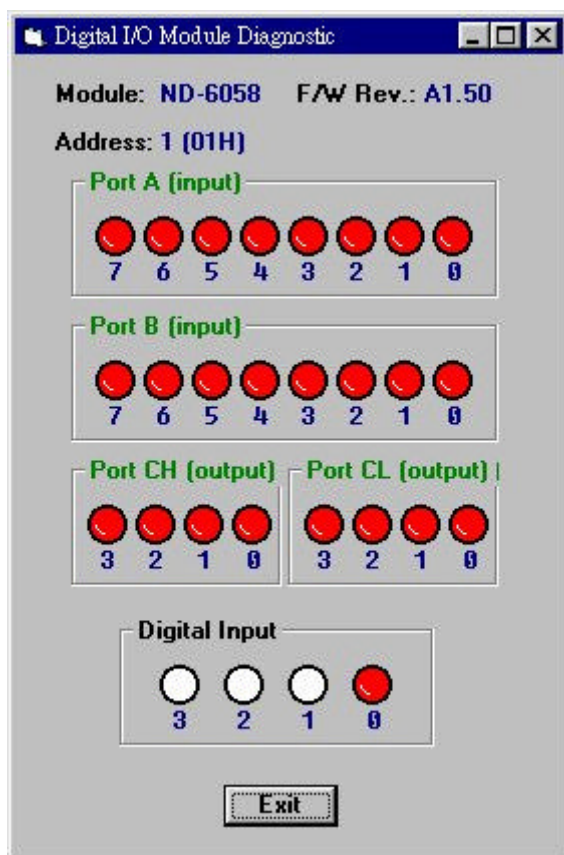 Digital I/O Module Diagnostic
Module: ND-6058 F/W Rev.: A1.50
Address: 1 (01H)
Port A (input)
7 6 5 4 3 2 1 0
Port B (input)
7 6 5 4 3 2 1 0
Port CH (output) Port CL (output)
3 2 1 0 3 2 1 0
Digital Input
3 2 1 0
Exit